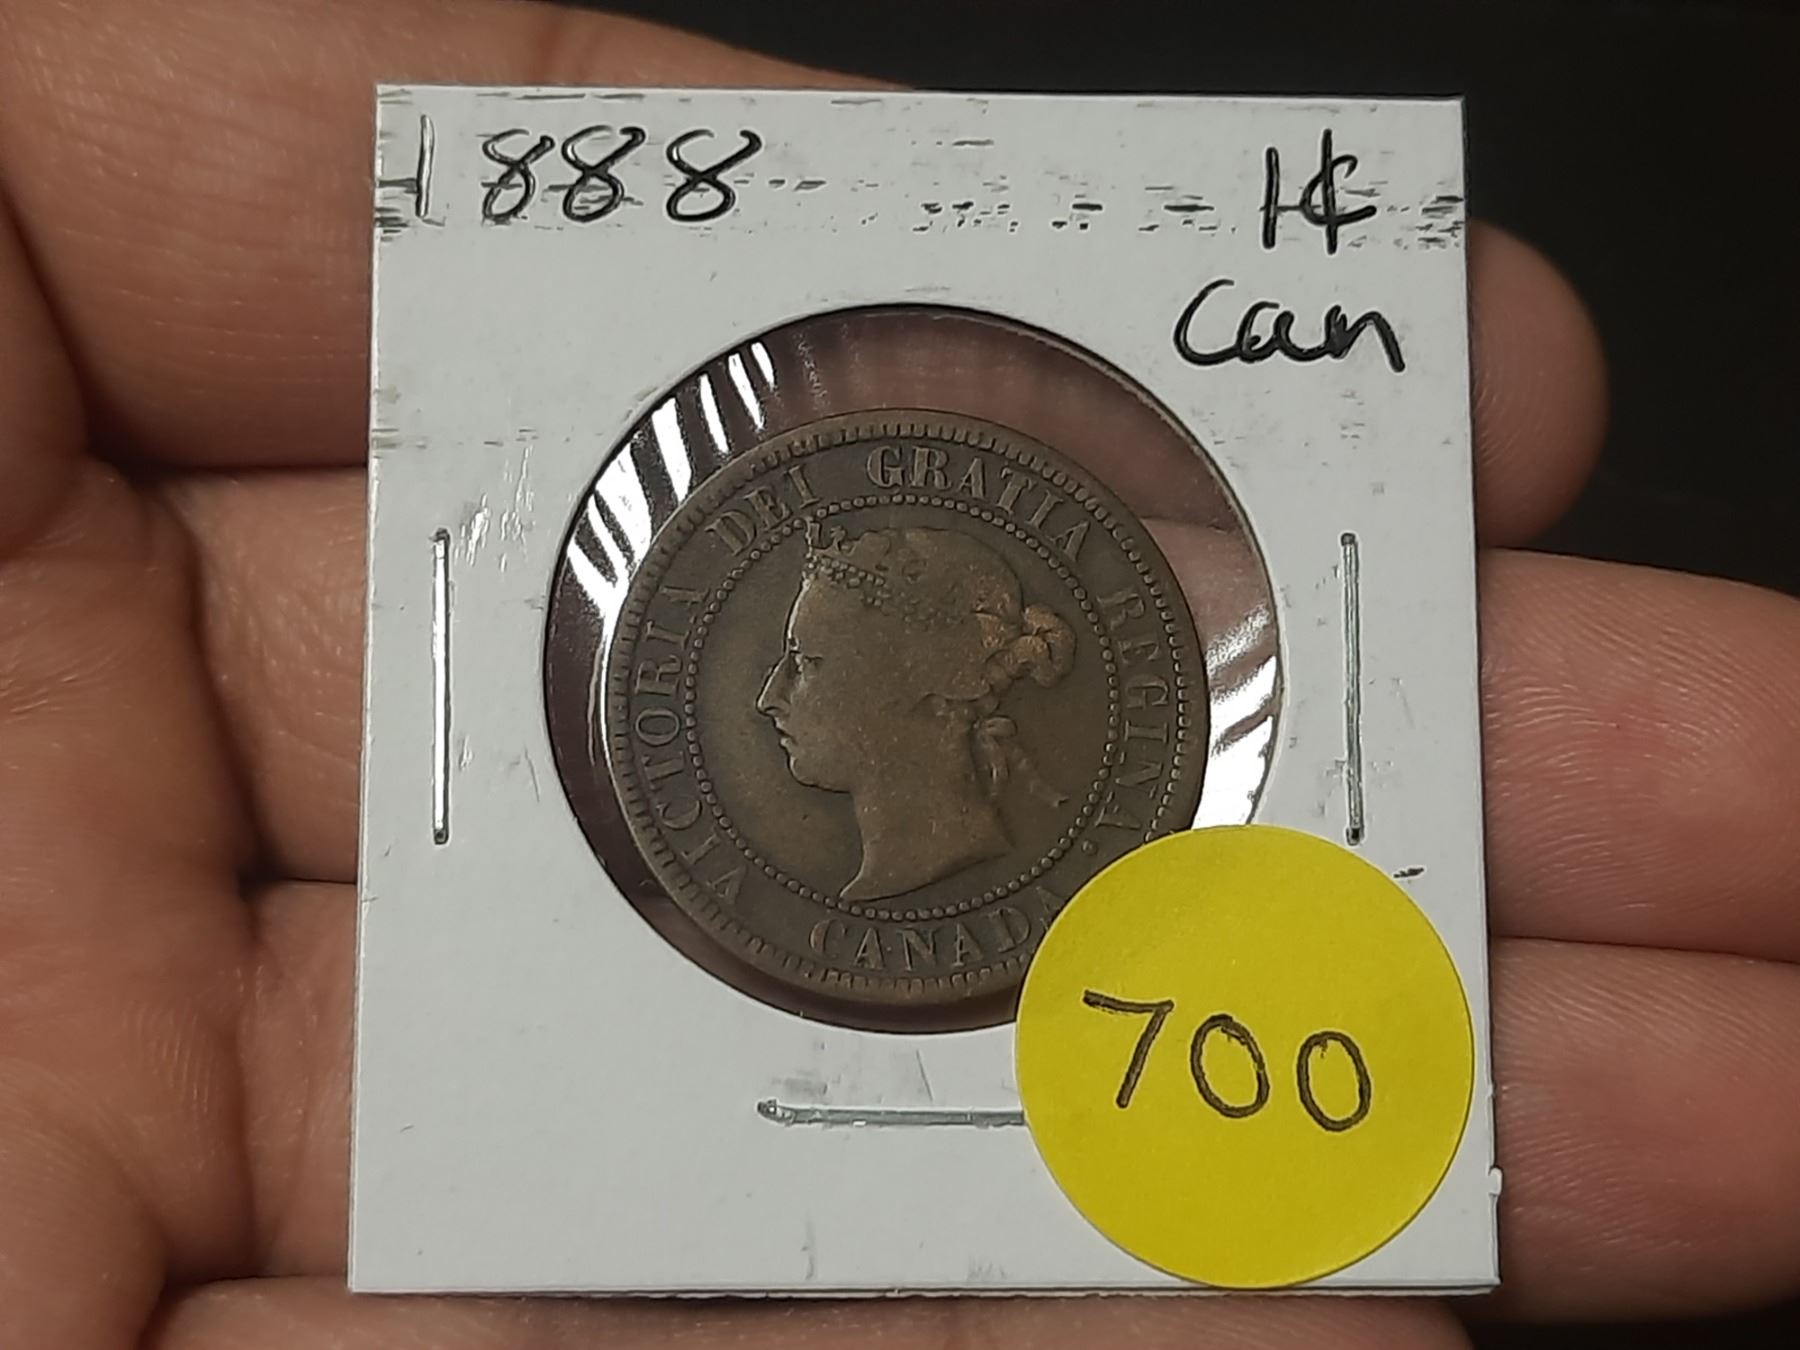 1888 1¢
Can
VICTORIA DEI GRATIA REGINA.
CANADA
700